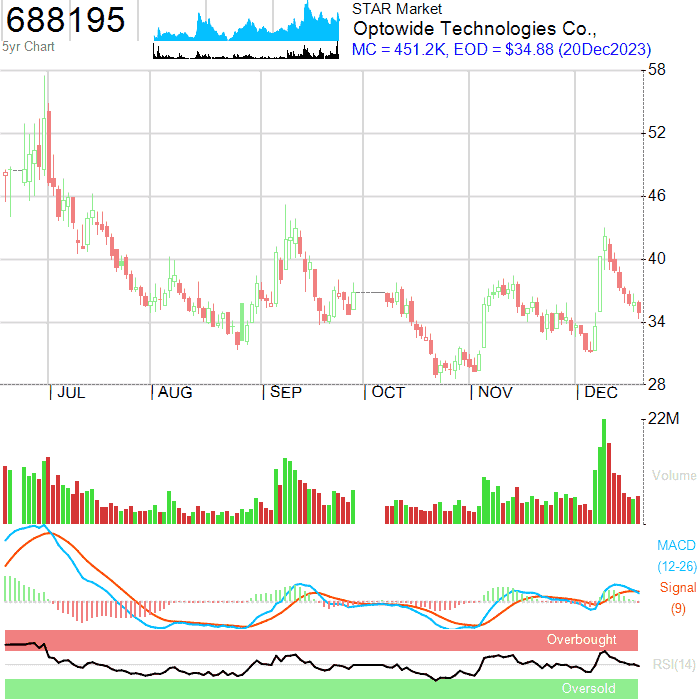 688195
STAR Market
Optowide Technologies Co.,
5yr Chart
MC = 451.2K, EOD = $34.88 (20Dec2023)
58
52
46
40
34
28
JUL AUG SEP OCT NOV DEC
22M
Volume
MACD
(12-26)
Signal
(9)
Overbought
RSI(14)
Oversold